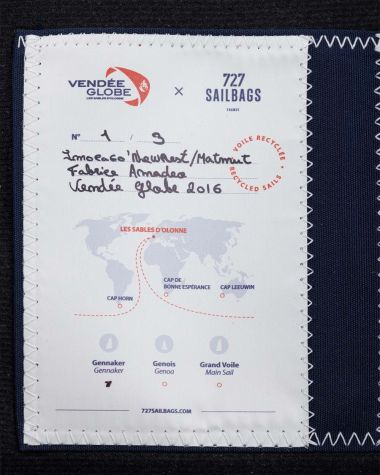 VENDÉE
GLOBE
LES SABLES D'OLONNE
×
727
SAILBAGS
FRANCE
N° 1 / 3
Imoca60 'NewRest/Matmut
Fabrice Amedeo
Vendée Globe 2016
VOILE RECYCLÉE
RECYCLED SAILS
LES SABLES D'OLONNE
CAP DE
BONNE ESPÉRANCE
CAP LEEUWIN
CAP HORN
Gennaker Genois Grand Voile
Gennaker Genoa Main Sail
727SAILBAGS.COM